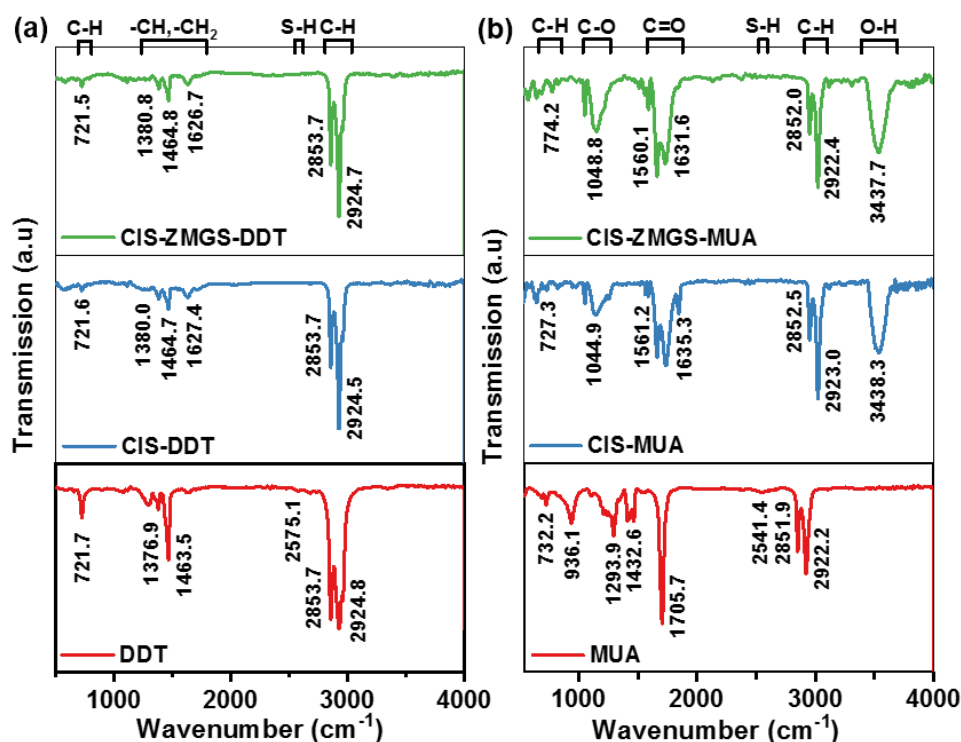 (a)
C-H
-CH,-CH₂
S-H
C-H
721.5
1380.8
1464.8
1626.7
2853.7
2924.7
CIS-ZMGS-DDT
721.6
1380.0
1464.7
1627.4
2853.7
2924.5
CIS-DDT
721.7
1376.9
1463.5
2575.1
2853.7
2924.8
DDT
Transmission (a.u)
1000
2000
3000
4000
Wavenumber (cm⁻¹)
(b)
C-H
C-O
C=O
S-H
C-H
O-H
774.2
1048.8
1560.1
1631.6
2852.0
2922.4
3437.7
CIS-ZMGS-MUA
727.3
1044.9
1561.2
1635.3
2852.5
2923.0
3438.3
CIS-MUA
732.2
936.1
1293.9
1432.6
1705.7
2541.4
2851.9
2922.2
MUA
Transmission (a.u)
1000
2000
3000
4000
Wavenumber (cm⁻¹)